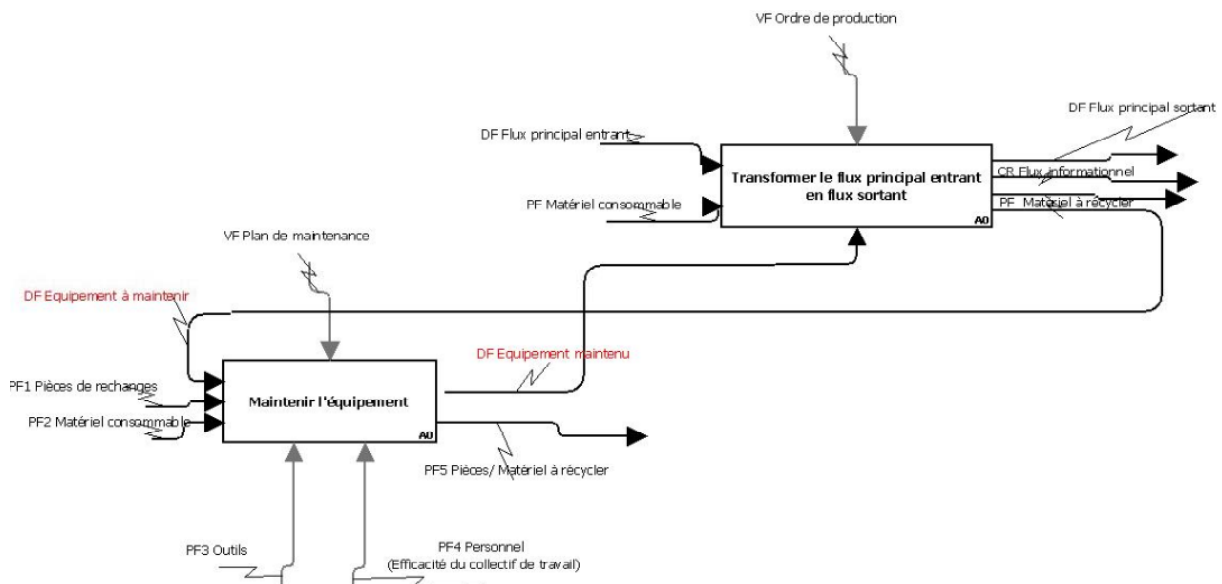 VF Ordre de production
DF Flux principal sortant
DF Flux principal entrant
Transformer le flux principal entrant
en flux sortant
A0
CR Flux informationnel
PF Matériel consommable
PF Matériel à récycler
VF Plan de maintenance
DF Equipement à maintenir
DF Equipement maintenu
PF1 Pièces de rechanges
Maintenir l'équipement
A0
PF2 Matériel consommable
PF5 Pièces/ Matériel à récycler
PF3 Outils
PF4 Personnel
(Efficacité du collectif de travail)